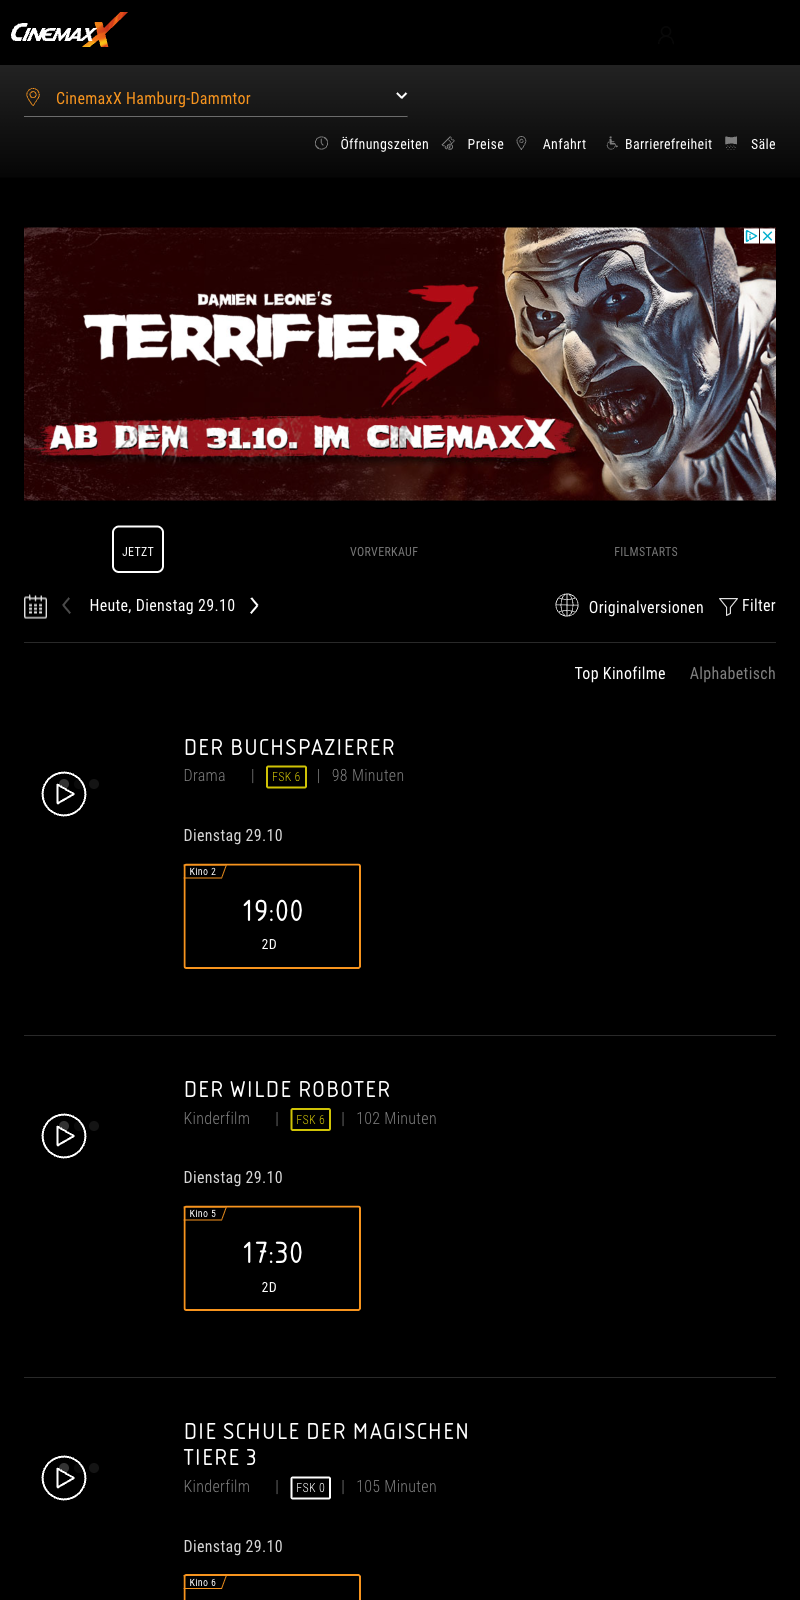 CINEMAXX
CinemaxX Hamburg-Dammtor
Öffnungszeiten Preise Anfahrt Barrierefreiheit Säle
DAMIEN LEONE'S
TERRIFIER 3
AB DEM 31.10. IM CINEMAXX
JETZT VORVERKAUF FILMSTARTS
Heute, Dienstag 29.10 Originalversionen Filter
Top Kinofilme Alphabetisch
DER BUCHSPAZIERER
Drama | FSK 6 | 98 Minuten
Dienstag 29.10
Kino 2
19:00
2D
DER WILDE ROBOTER
Kinderfilm | FSK 6 | 102 Minuten
Dienstag 29.10
Kino 5
17:30
2D
DIE SCHULE DER MAGISCHEN
TIERE 3
Kinderfilm | FSK 0 | 105 Minuten
Dienstag 29.10
Kino 6